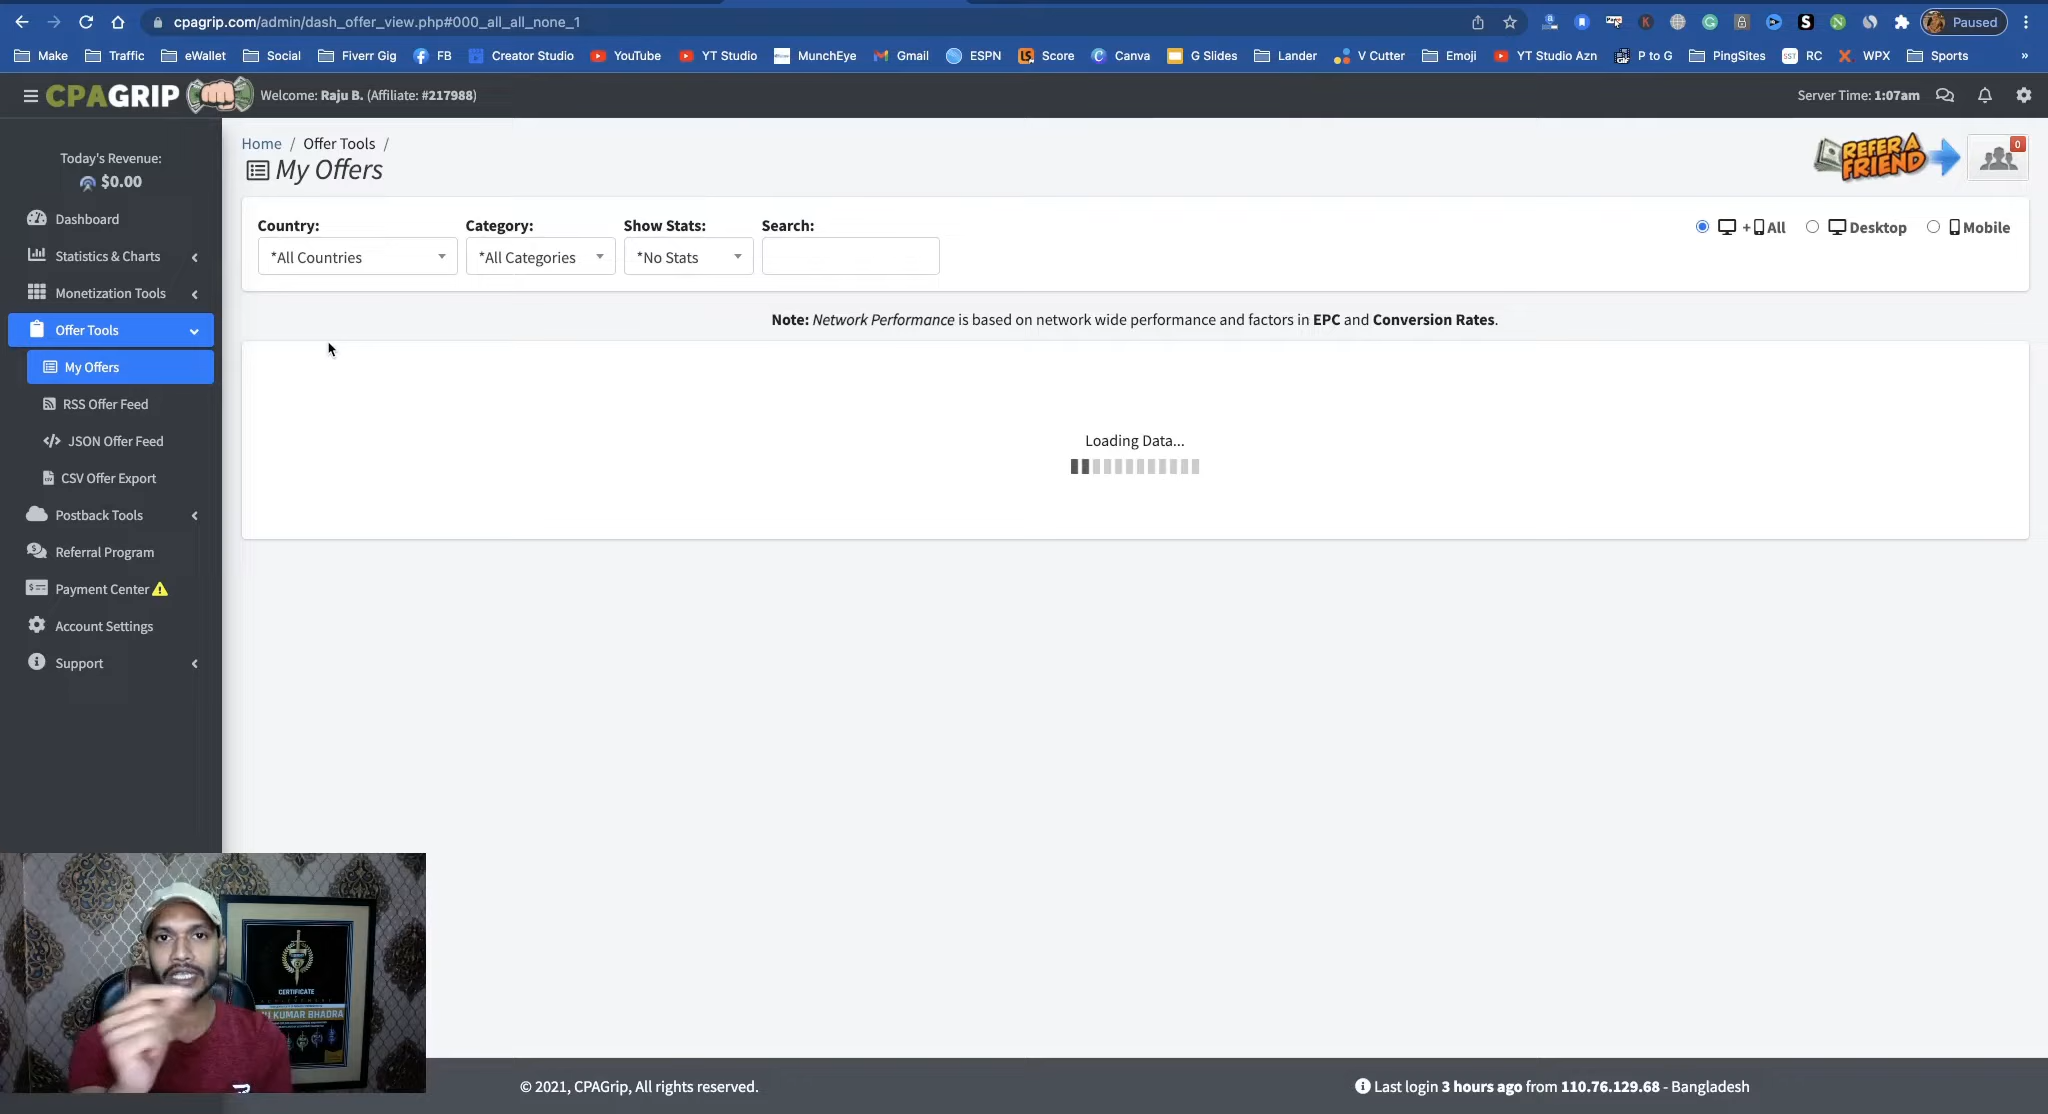 cpagrip.com/admin/dash_offer_view.php#000_all_all_none_1
Paused
Make Traffic eWallet Social Fiverr Gig FB Creator Studio YouTube YT Studio MunchEye Gmail ESPN Score Canva G Slides Lander V Cutter Emoji YT Studio Azn P to G PingSites RC WPX Sports »
CPAGRIP Welcome: Raju B. (Affiliate: #217988)
Server Time: 1:07am
Today's Revenue:
$0.00
Dashboard
Statistics & Charts
Monetization Tools
Offer Tools
My Offers
RSS Offer Feed
JSON Offer Feed
CSV Offer Export
Postback Tools
Referral Program
Payment Center
Account Settings
Support
Home / Offer Tools /
My Offers
REFER A
FRIEND
0
Country: Category: Show Stats: Search:
*All Countries *All Categories *No Stats
+ All Desktop Mobile
Note: Network Performance is based on network wide performance and factors in EPC and Conversion Rates.
Loading Data...
CERTIFICATE
KUMAR BHADRA
© 2021, CPAGrip, All rights reserved.
Last login 3 hours ago from 110.76.129.68 - Bangladesh